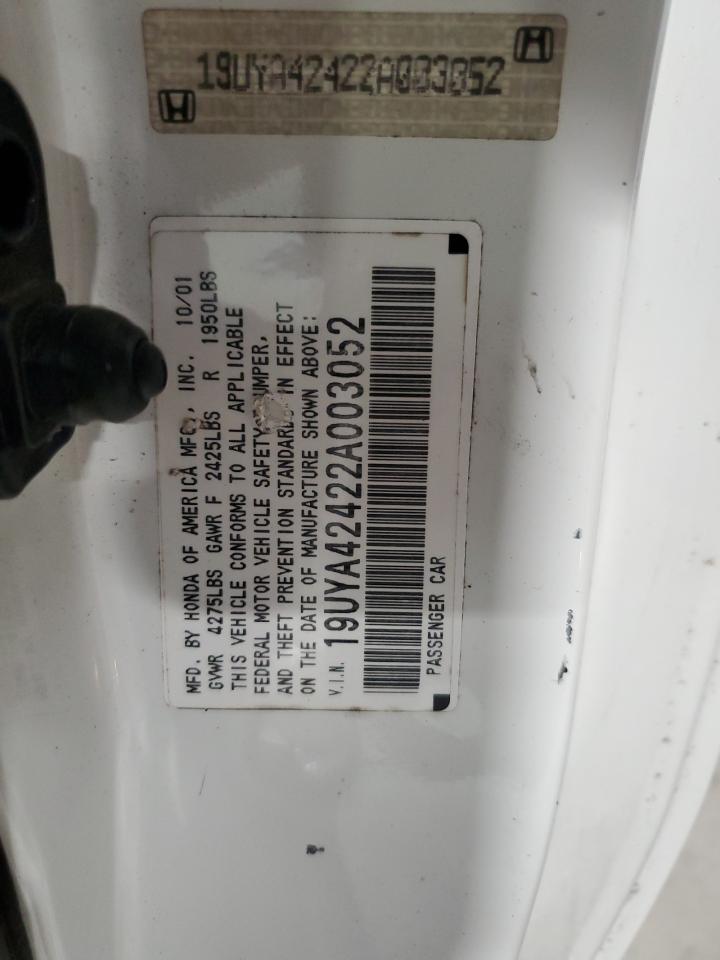 19UYA42422A003052
MFD. BY HONDA OF AMERICA MFG., INC. 10/01
GVWR 4275LBS GAWR F 2425LBS R 1950LBS
THIS VEHICLE CONFORMS TO ALL APPLICABLE
FEDERAL MOTOR VEHICLE SAFETY, BUMPER,
AND THEFT PREVENTION STANDARDS IN EFFECT
ON THE DATE OF MANUFACTURE SHOWN ABOVE:
V.I.N. 19UYA42422A003052
PASSENGER CAR